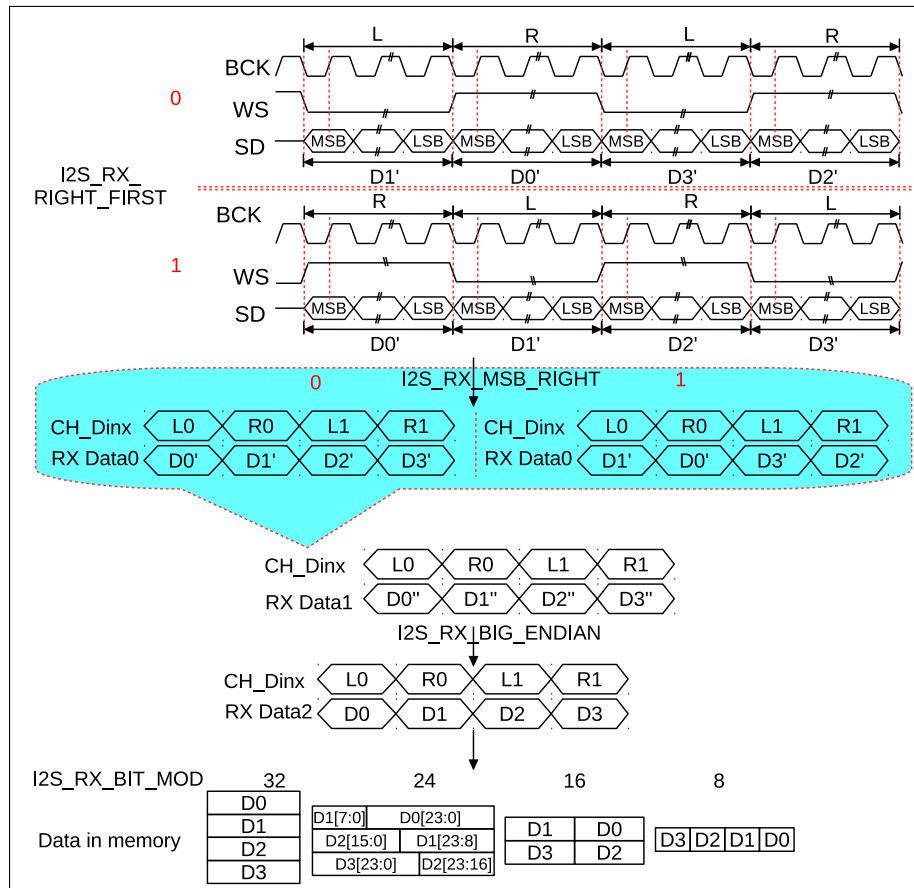 L R L R
BCK
0
WS
SD MSB LSB MSB LSB MSB LSB MSB LSB
D1' D0' D3' D2'
I2S_RX_
RIGHT_FIRST
R L R L
BCK
1
WS
SD MSB LSB MSB LSB MSB LSB MSB LSB
D0' D1' D2' D3'
0 I2S_RX_MSB_RIGHT 1
CH_Dinx L0 R0 L1 R1 CH_Dinx L0 R0 L1 R1
RX Data0 D0' D1' D2' D3' RX Data0 D1' D0' D3' D2'
CH_Dinx L0 R0 L1 R1
RX Data1 D0" D1" D2" D3"
I2S_RX_BIG_ENDIAN
CH_Dinx L0 R0 L1 R1
RX Data2 D0 D1 D2 D3
I2S_RX_BIT_MOD 32 24 16 8
Data in memory
D0
D1
D2
D3
D1[7:0] D0[23:0]
D2[15:0] D1[23:8]
D3[23:0] D2[23:16]
D1 D0
D3 D2
D3 D2 D1 D0